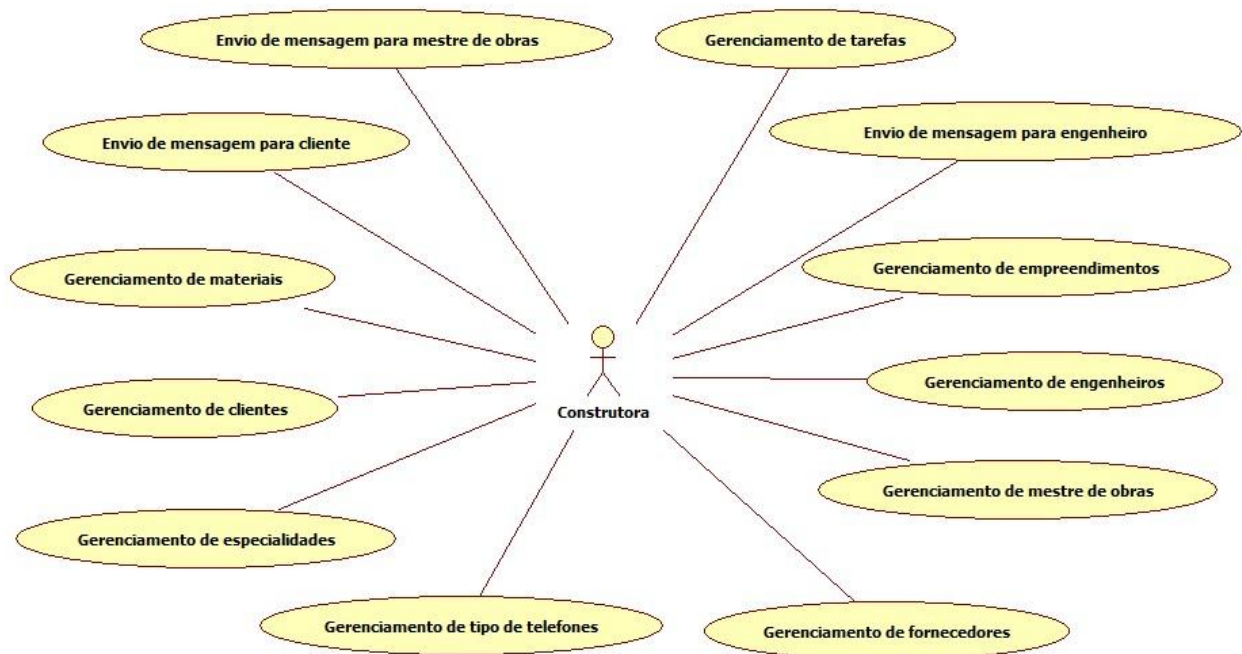 Envio de mensagem para mestre de obras
Gerenciamento de tarefas
Envio de mensagem para cliente
Envio de mensagem para engenheiro
Gerenciamento de materiais
Gerenciamento de empreendimentos
Gerenciamento de clientes
Gerenciamento de engenheiros
Construtora
Gerenciamento de mestre de obras
Gerenciamento de especialidades
Gerenciamento de tipo de telefones
Gerenciamento de fornecedores